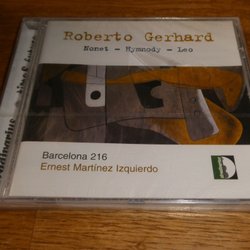 Roberto Gerhard
Nonet - Hymnody - Leo
Barcelona 216
Ernest Martínez Izquierdo